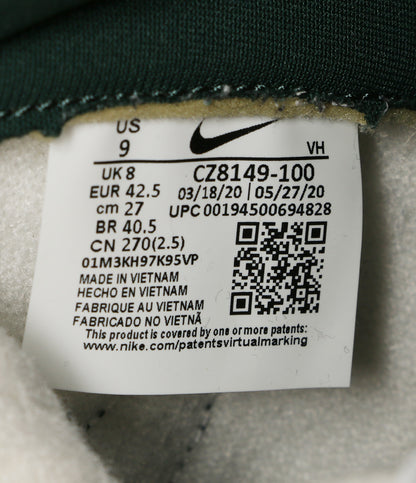 US
9 VH
UK 8 CZ8149-100
EUR 42.5 03/18/20 | 05/27/20
cm 27 UPC 00194500694828
BR 40.5
CN 270(2.5)
01M3KH97K95VP
MADE IN VIETNAM
HECHO EN VIETNAM
FABRIQUE AU VIETNAM
FABRICADO NO VIETNÃ
This product is covered by one or more patents:
www.nike.com/patentsvirtualmarking